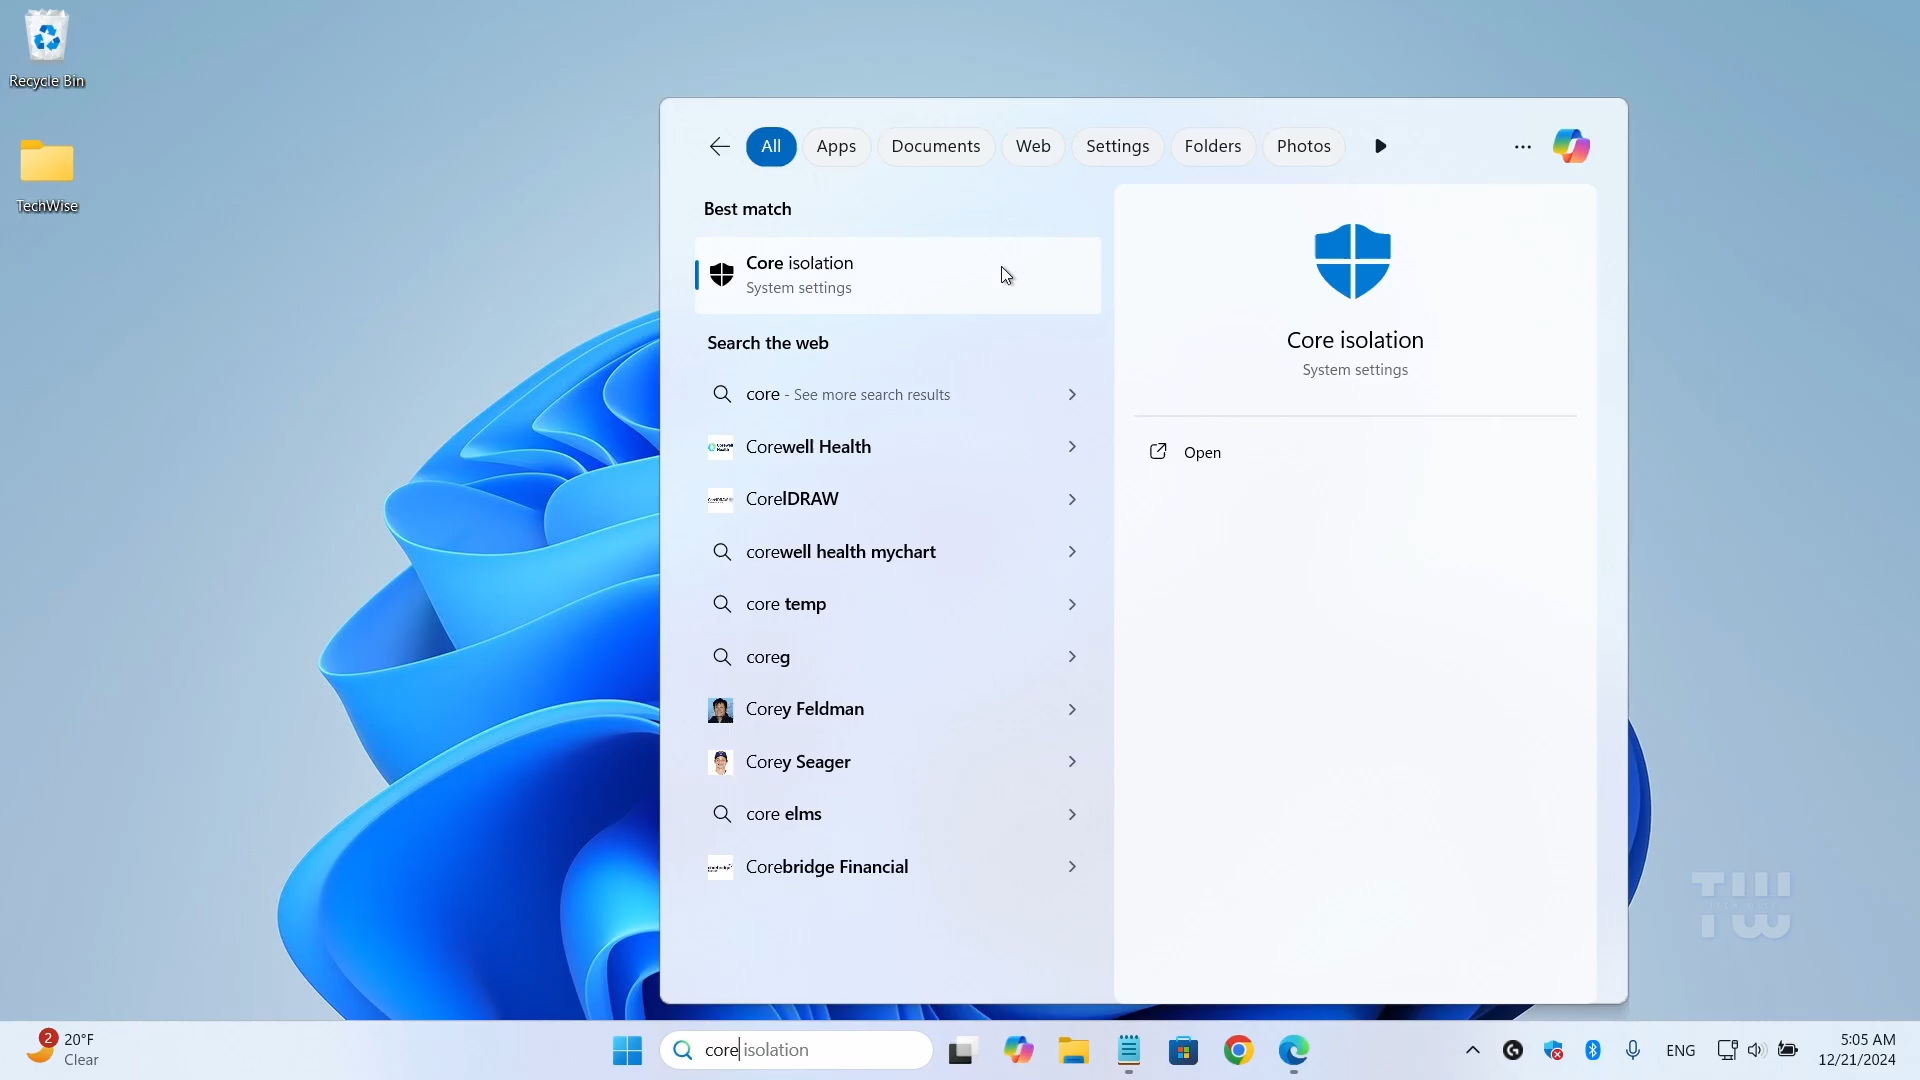 Recycle Bin
TechWise
All
Apps
Documents
Web
Settings
Folders
Photos
Best match
Core isolation
System settings
Search the web
core - See more search results
Corewell Health
CorelDRAW
corewell health mychart
core temp
coreg
Corey Feldman
Corey Seager
core elms
Corebridge Financial
Core isolation
System settings
Open
TW
2
20°F
Clear
core isolation
ENG
5:05 AM
12/21/2024